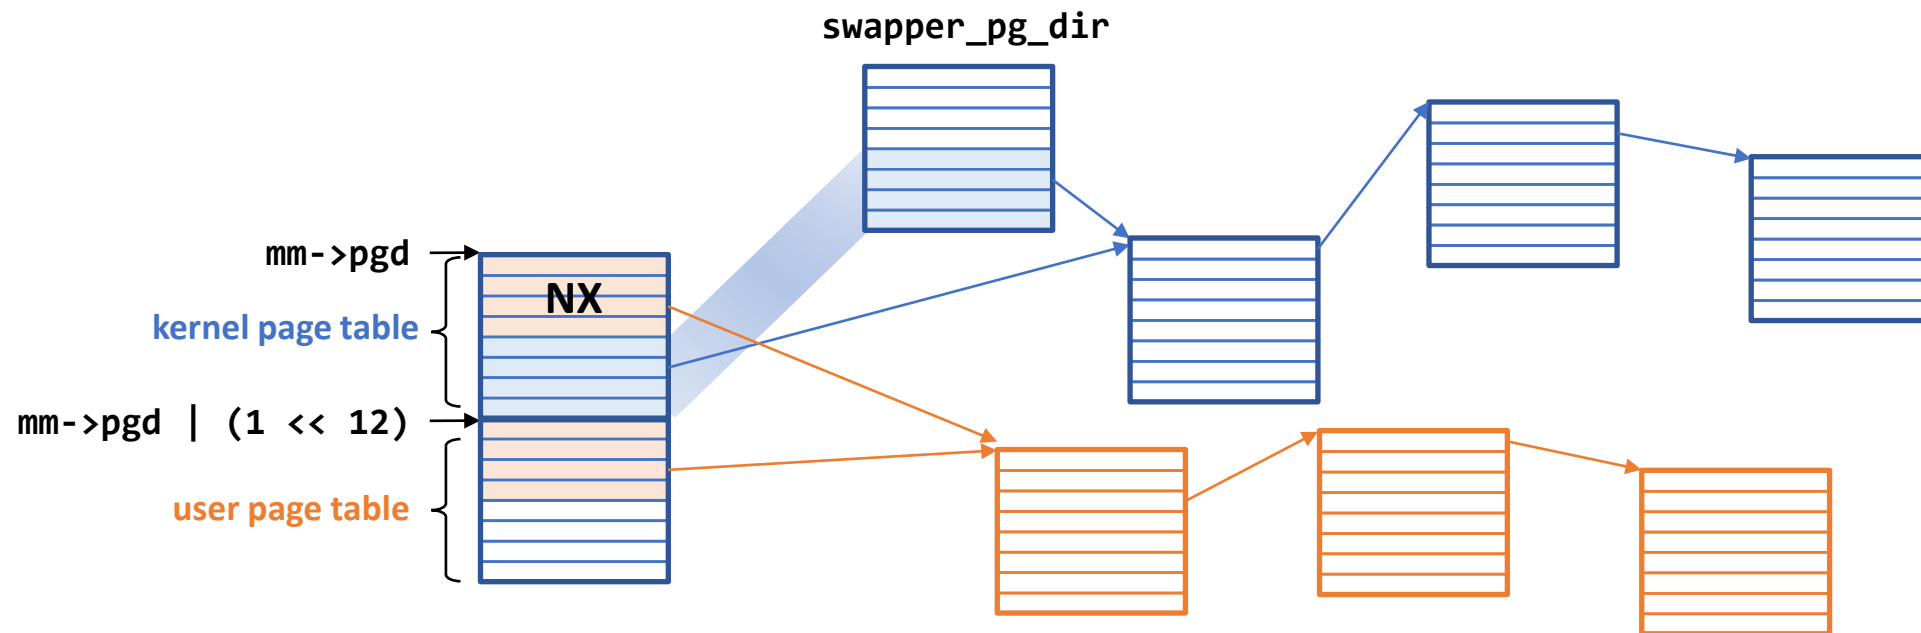 swapper_pg_dir
mm->pgd
NX
kernel page table
mm->pgd | (1 << 12)
user page table